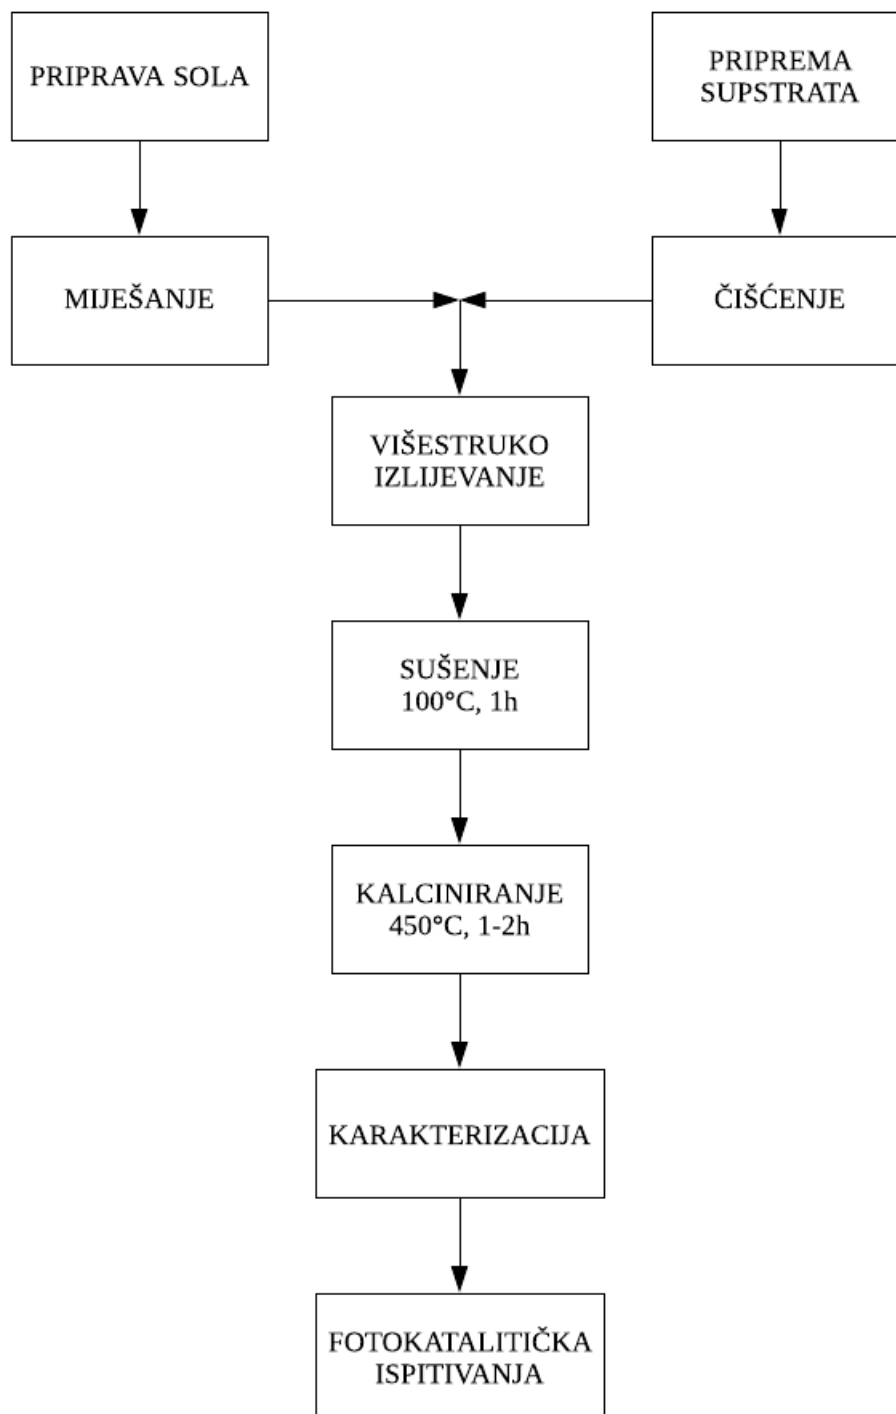 PRIPRAVA SOLA
PRIPREMA
SUPSTRATA
MIJEŠANJE
ČIŠĆENJE
VIŠESTRUKO
IZLIJEVANJE
SUŠENJE
100°C, 1h
KALCINIRANJE
450°C, 1-2h
KARAKTERIZACIJA
FOTOKATALITIČKA
ISPITIVANJA